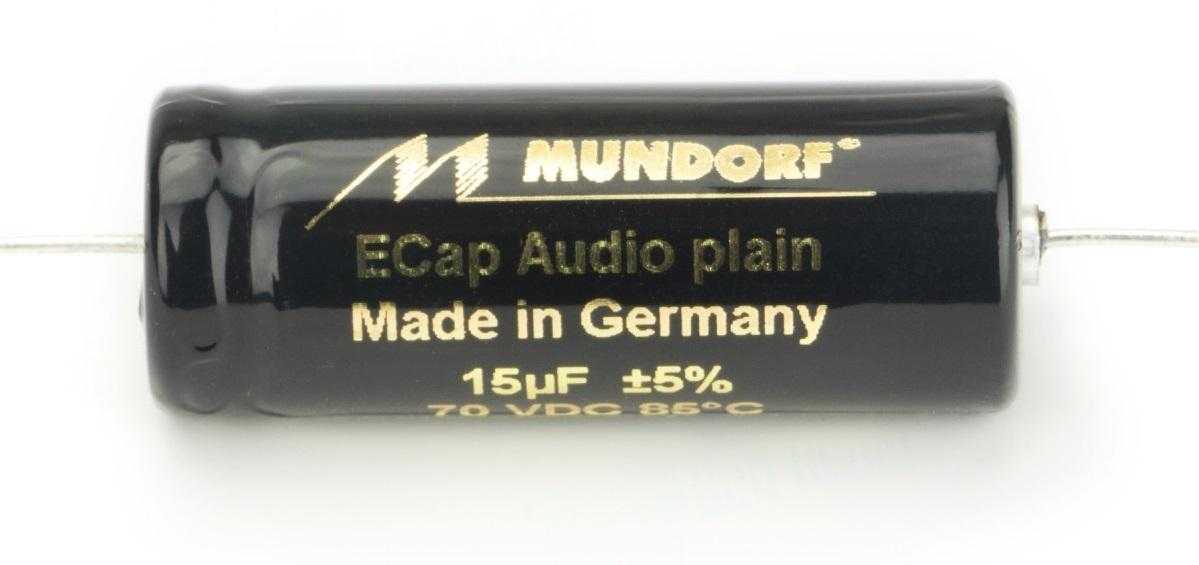 MUNDORF®
ECap Audio plain
Made in Germany
15µF ±5%
70 VDC 85°C